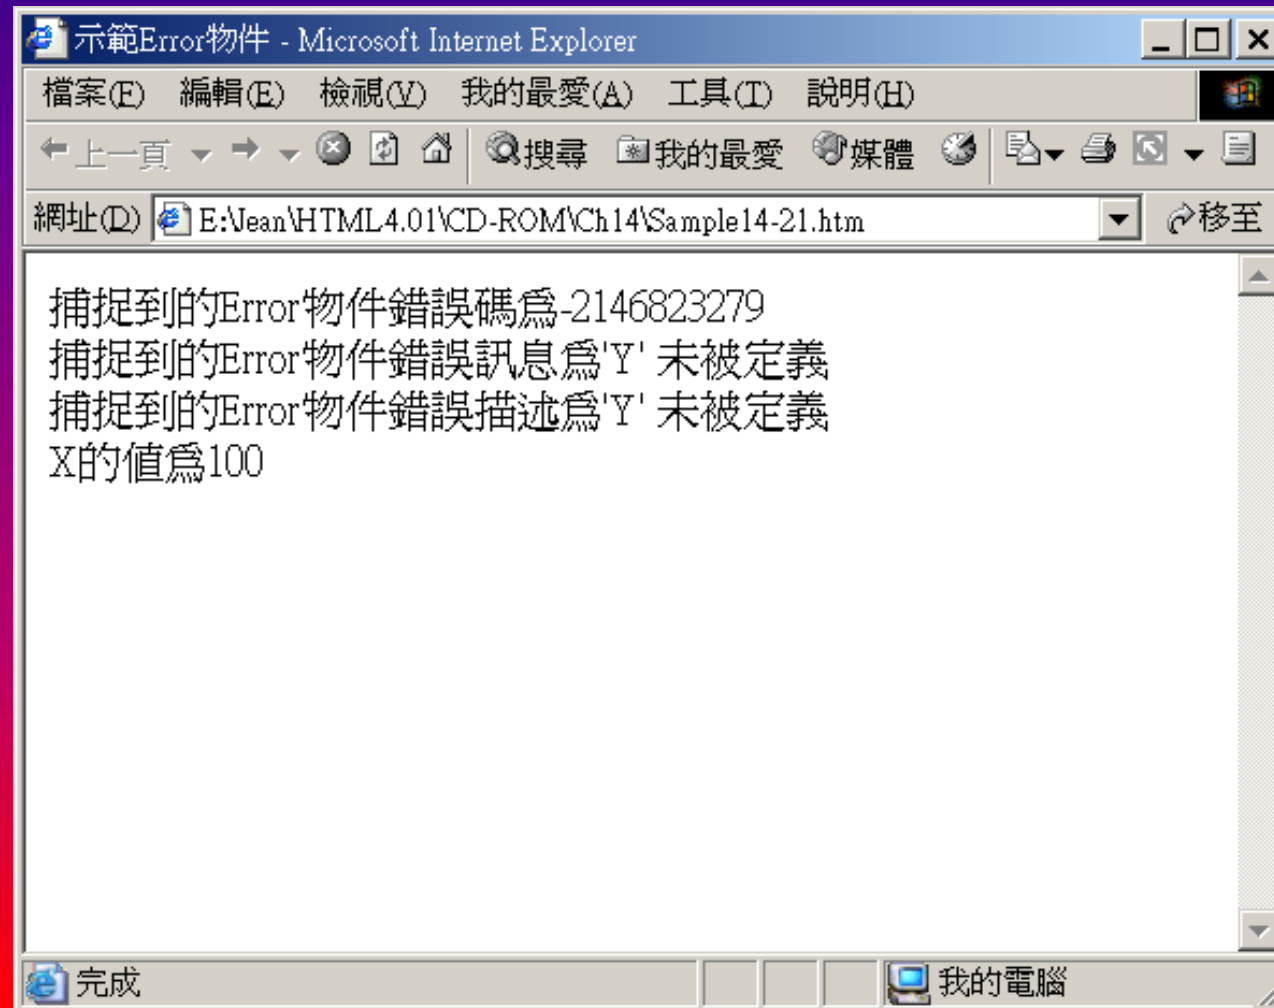 示範Error物件 - Microsoft Internet Explorer
檔案(F) 編輯(E) 檢視(V) 我的最愛(A) 工具(T) 說明(H)
上一頁 搜尋 我的最愛 媒體
網址(D) E:\Jean\HTML4.01\CD-ROM\Ch14\Sample14-21.htm 移至
捕捉到的Error物件錯誤碼為-2146823279
捕捉到的Error物件錯誤訊息為'Y' 未被定義
捕捉到的Error物件錯誤描述為'Y' 未被定義
X的值為100
完成 我的電腦